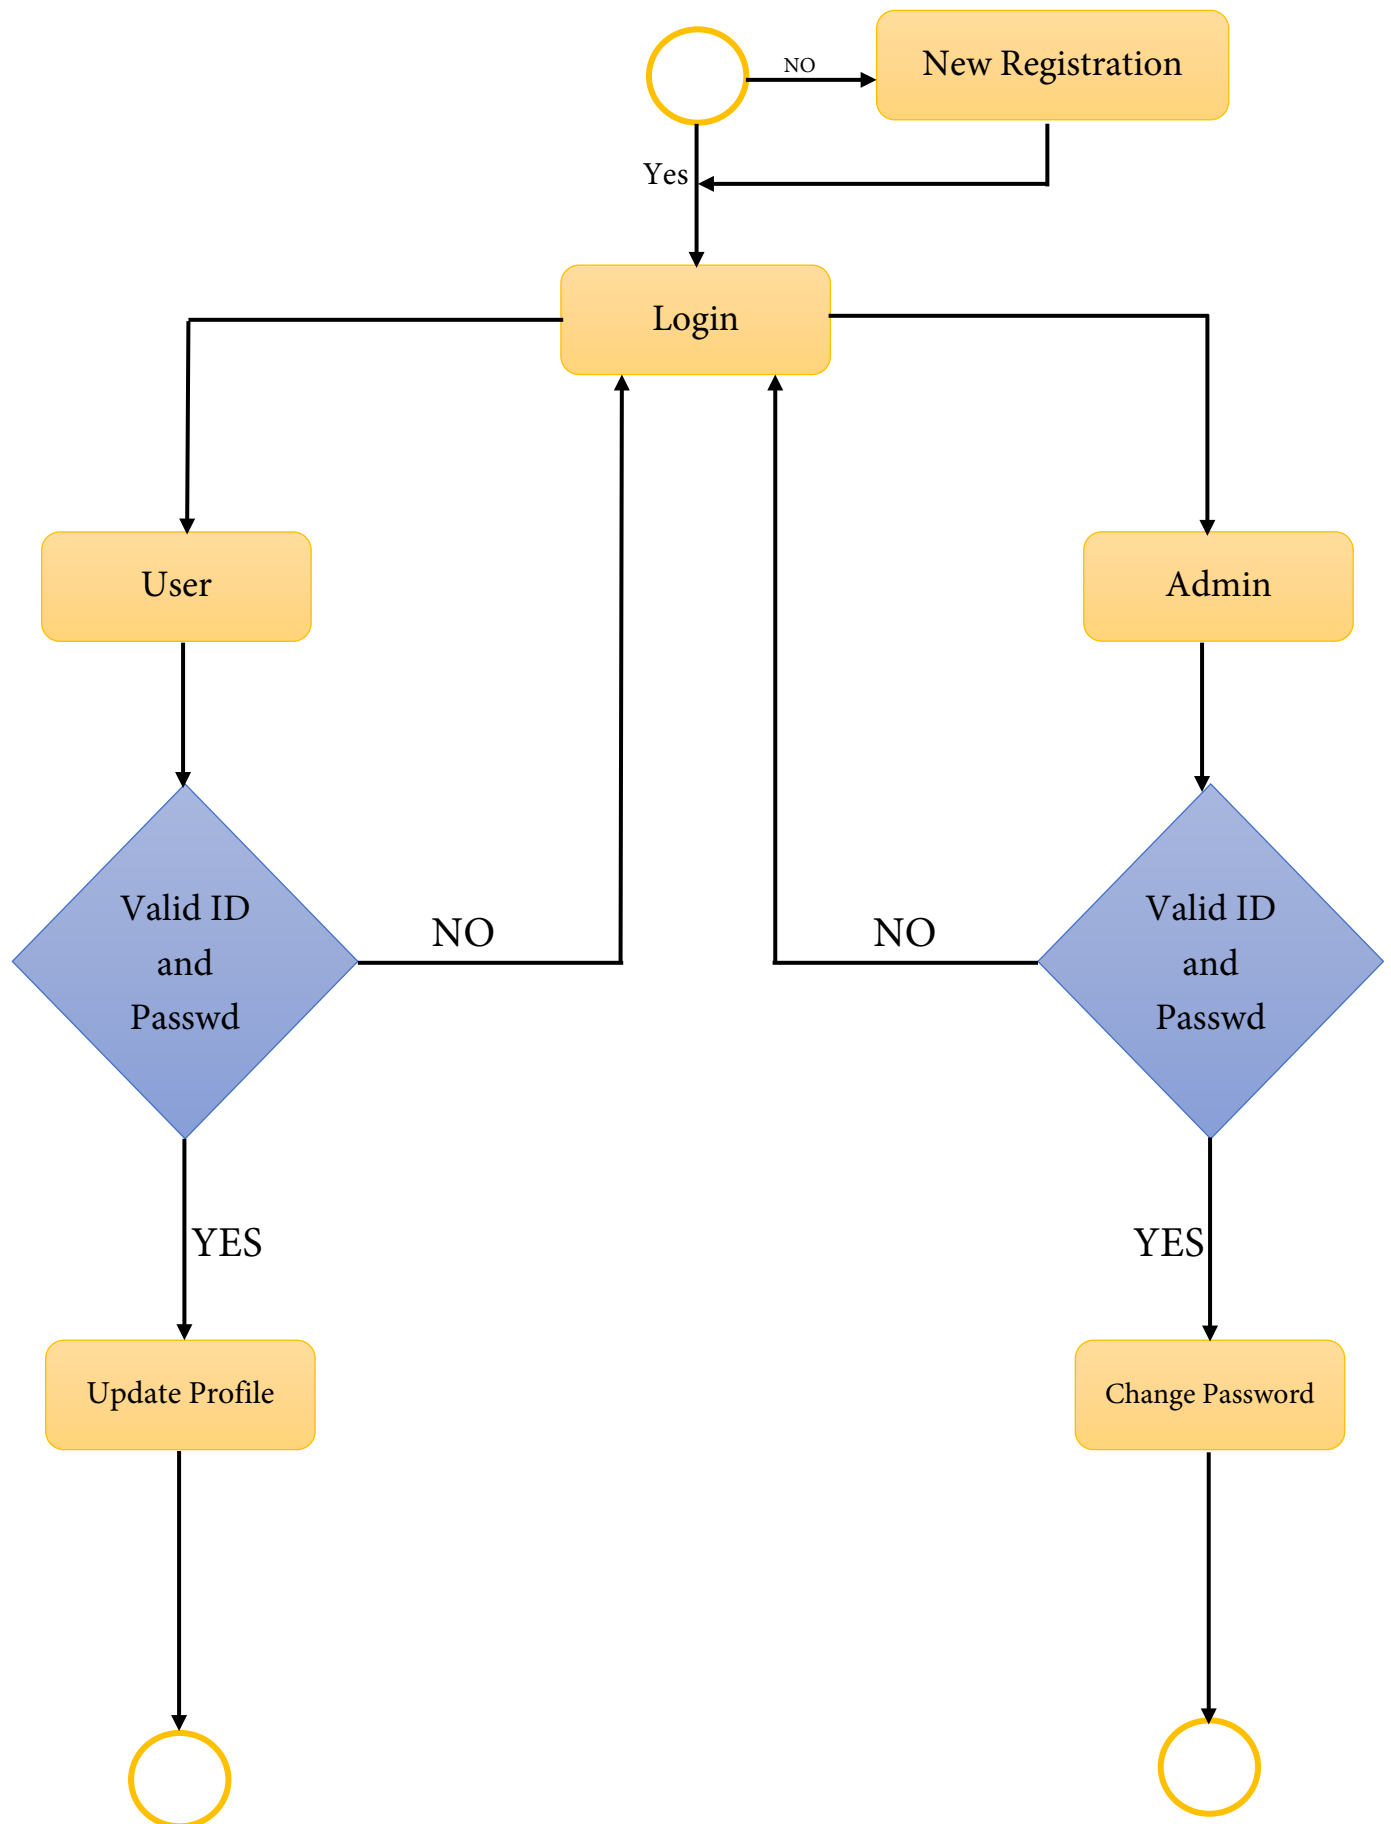 NO
New Registration
Yes
Login
User
Admin
Valid ID
and
Passwd
NO
NO
Valid ID
and
Passwd
YES
YES
Update Profile
Change Password